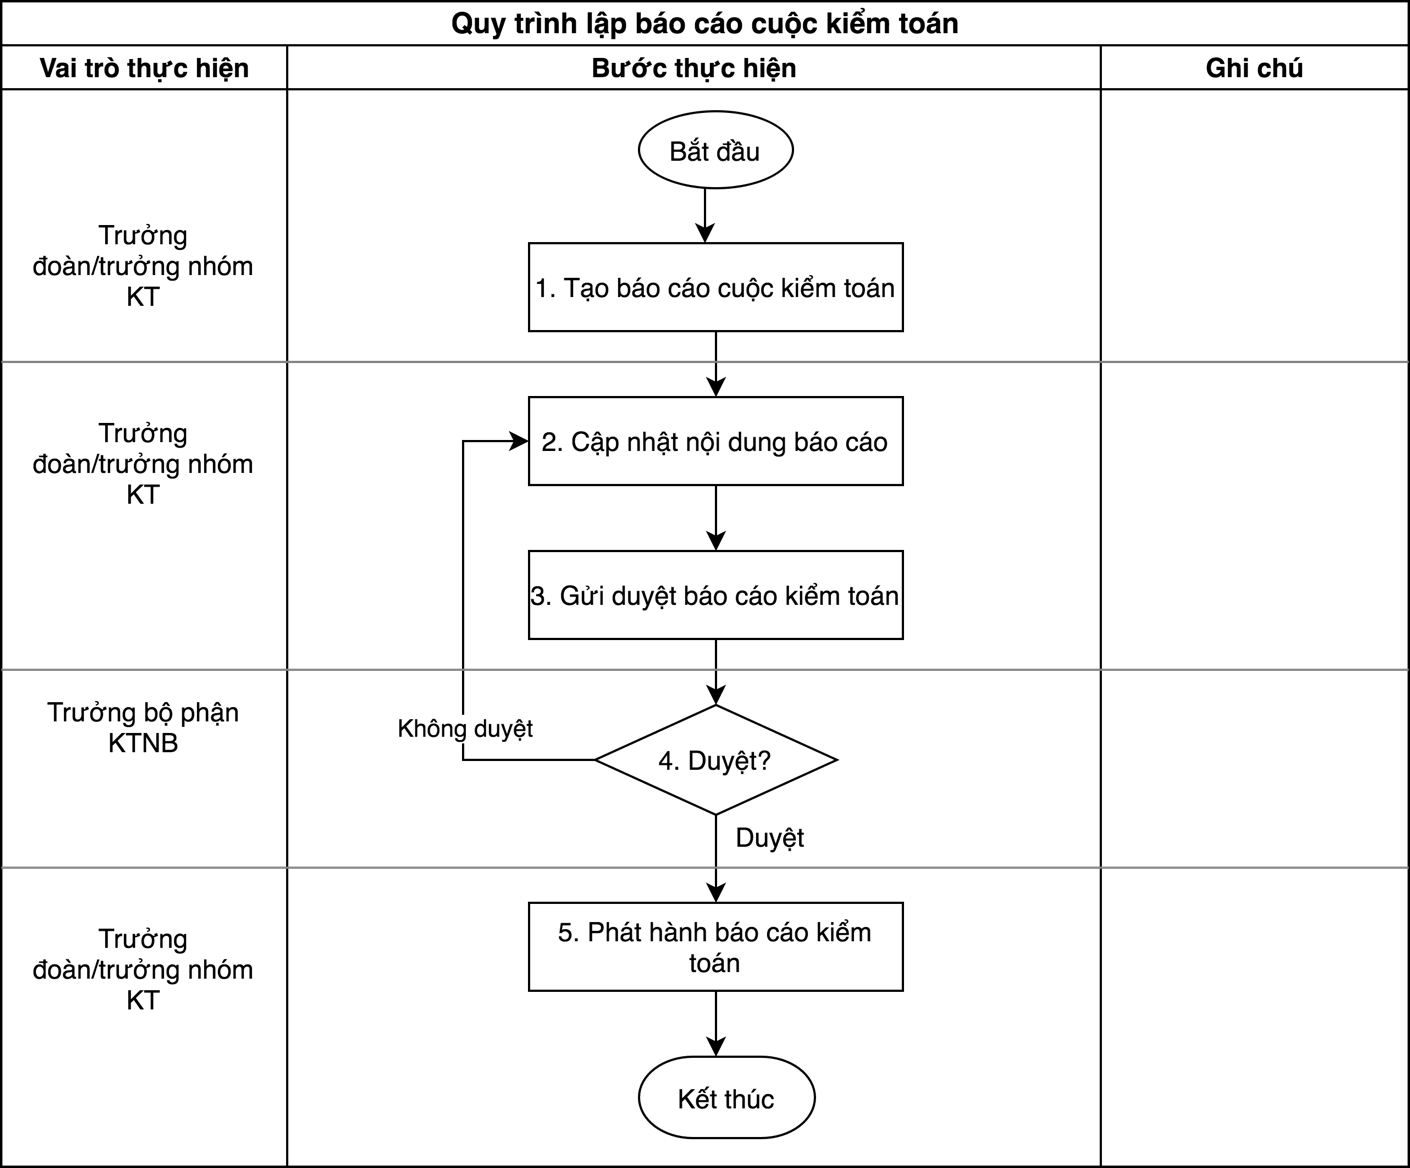 Quy trình lập báo cáo cuộc kiểm toán
Vai trò thực hiện
Bước thực hiện
Ghi chú
Bắt đầu
Trưởng
đoàn/trưởng nhóm
KT
1. Tạo báo cáo cuộc kiểm toán
Trưởng
đoàn/trưởng nhóm
KT
2. Cập nhật nội dung báo cáo
3. Gửi duyệt báo cáo kiểm toán
Trưởng bộ phận
KTNB
Không duyệt
4. Duyệt?
Duyệt
Trưởng
đoàn/trưởng nhóm
KT
5. Phát hành báo cáo kiểm
toán
Kết thúc